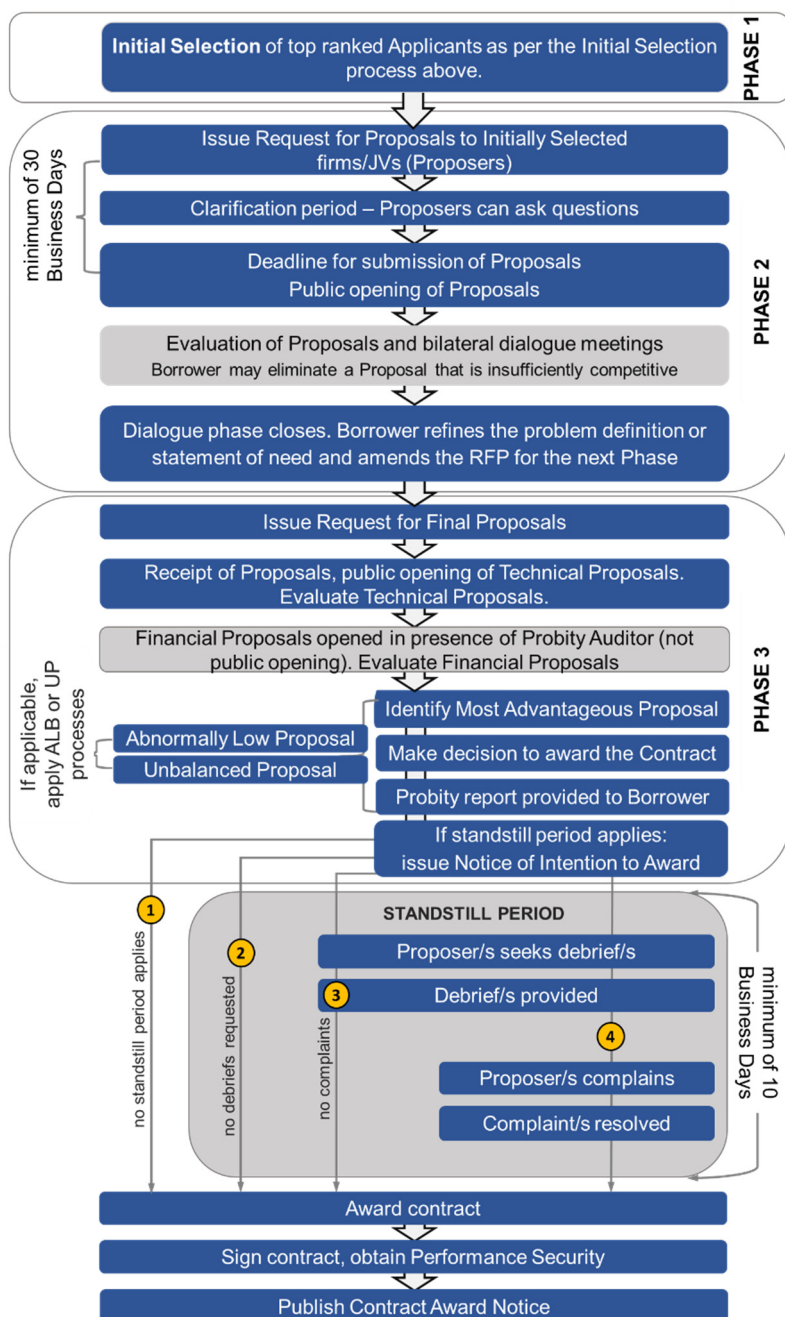 Initial Selection of top ranked Applicants as per the Initial Selection
process above.
PHASE 1
Issue Request for Proposals to Initially Selected
firms/JVs (Proposers)
minimum of 30
Business Days
Clarification period – Proposers can ask questions
Deadline for submission of Proposals
Public opening of Proposals
PHASE 2
Evaluation of Proposals and bilateral dialogue meetings
Borrower may eliminate a Proposal that is insufficiently competitive
Dialogue phase closes. Borrower refines the problem definition or
statement of need and amends the RFP for the next Phase
Issue Request for Final Proposals
Receipt of Proposals, public opening of Technical Proposals.
Evaluate Technical Proposals.
Financial Proposals opened in presence of Probity Auditor (not
public opening). Evaluate Financial Proposals
PHASE 3
If applicable,
apply ALB or UP
processes
Abnormally Low Proposal
Unbalanced Proposal
Identify Most Advantageous Proposal
Make decision to award the Contract
Probity report provided to Borrower
If standstill period applies:
issue Notice of Intention to Award
STANDSTILL PERIOD
1
no standstill period applies
2
no debriefs requested
3
no complaints
4
Proposer/s seeks debrief/s
Debrief/s provided
Proposer/s complains
Complaint/s resolved
minimum of 10
Business Days
Award contract
Sign contract, obtain Performance Security
Publish Contract Award Notice